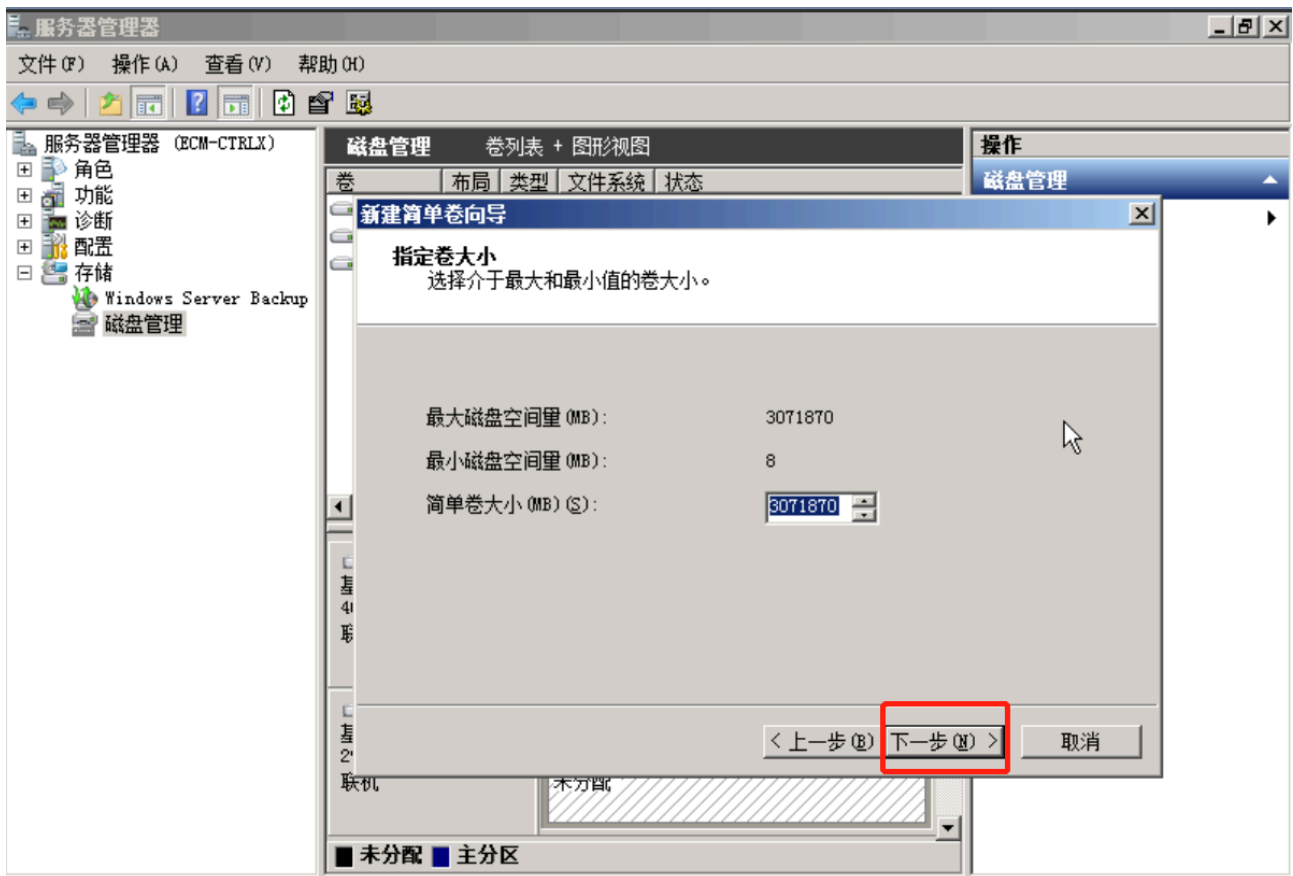 服务器管理器
文件(F) 操作(A) 查看(V) 帮助(H)
服务器管理器 (ECM-CTRLX)
角色
功能
诊断
配置
存储
Windows Server Backup
磁盘管理
磁盘管理 卷列表 + 图形视图
卷 布局 类型 文件系统 状态
操作
磁盘管理
新建简单卷向导
指定卷大小
选择介于最大和最小值的卷大小。
最大磁盘空间量(MB): 3071870
最小磁盘空间量(MB): 8
简单卷大小(MB)(S): 3071870
< 上一步(B) 下一步(N) > 取消
联机
未分配
未分配 主分区